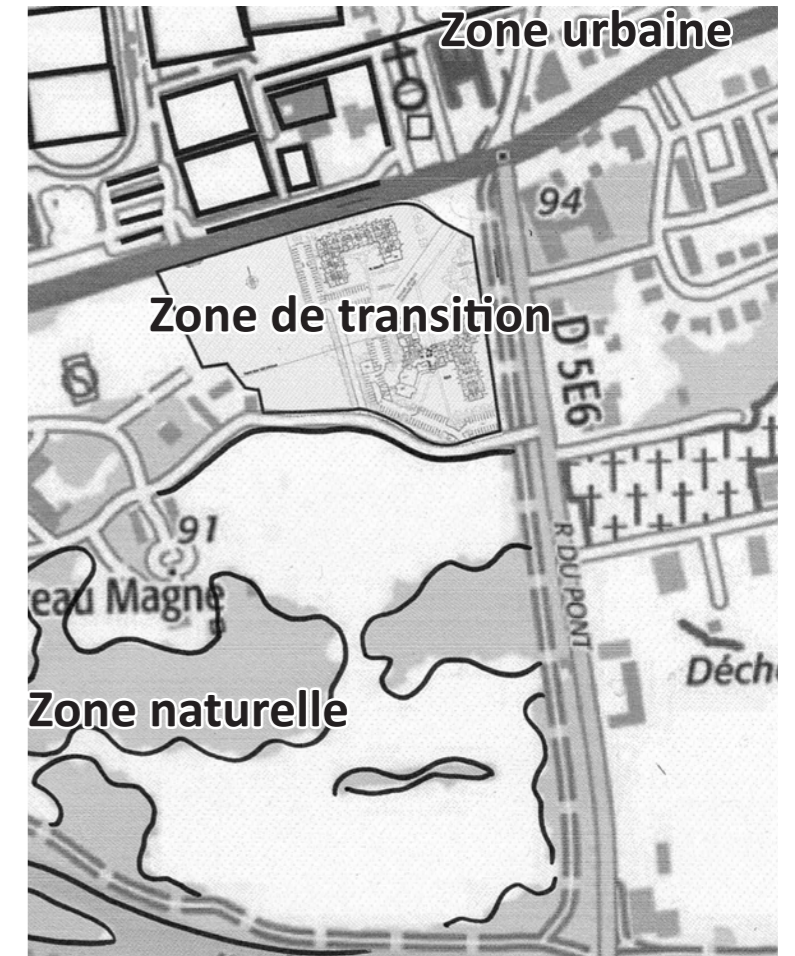 Zone urbaine
94
Zone de transition
D 5E6
S
91
eau Magne
R DU PONT
Déch
Zone naturelle